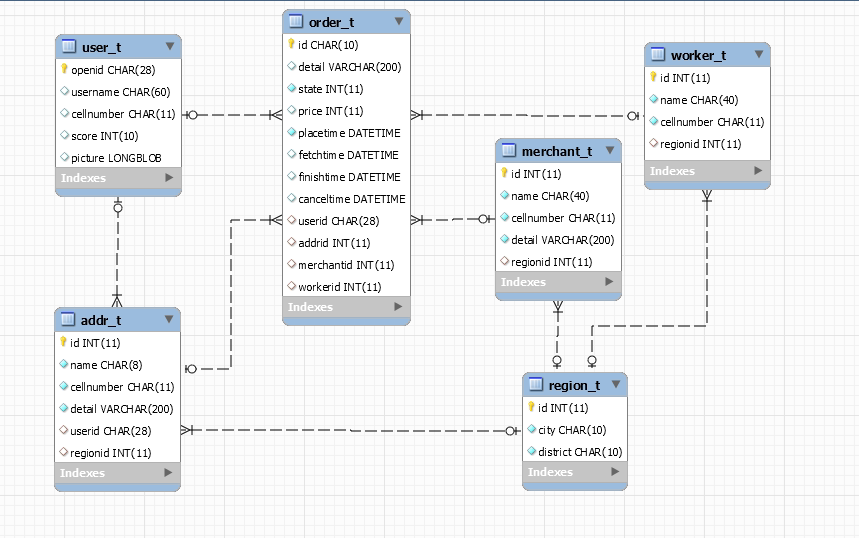 user_t
openid CHAR(28)
username CHAR(60)
cellnumber CHAR(11)
score INT(10)
picture LONGBLOB
Indexes
order_t
id CHAR(10)
detail VARCHAR(200)
state INT(11)
price INT(11)
placetime DATETIME
fetchtime DATETIME
finishtime DATETIME
canceltime DATETIME
userid CHAR(28)
addrid INT(11)
merchantid INT(11)
workerid INT(11)
Indexes
worker_t
id INT(11)
name CHAR(40)
cellnumber CHAR(11)
regionid INT(11)
Indexes
merchant_t
id INT(11)
name CHAR(40)
cellnumber CHAR(11)
detail VARCHAR(200)
regionid INT(11)
Indexes
addr_t
id INT(11)
name CHAR(8)
cellnumber CHAR(11)
detail VARCHAR(200)
userid CHAR(28)
regionid INT(11)
Indexes
region_t
id INT(11)
city CHAR(10)
district CHAR(10)
Indexes